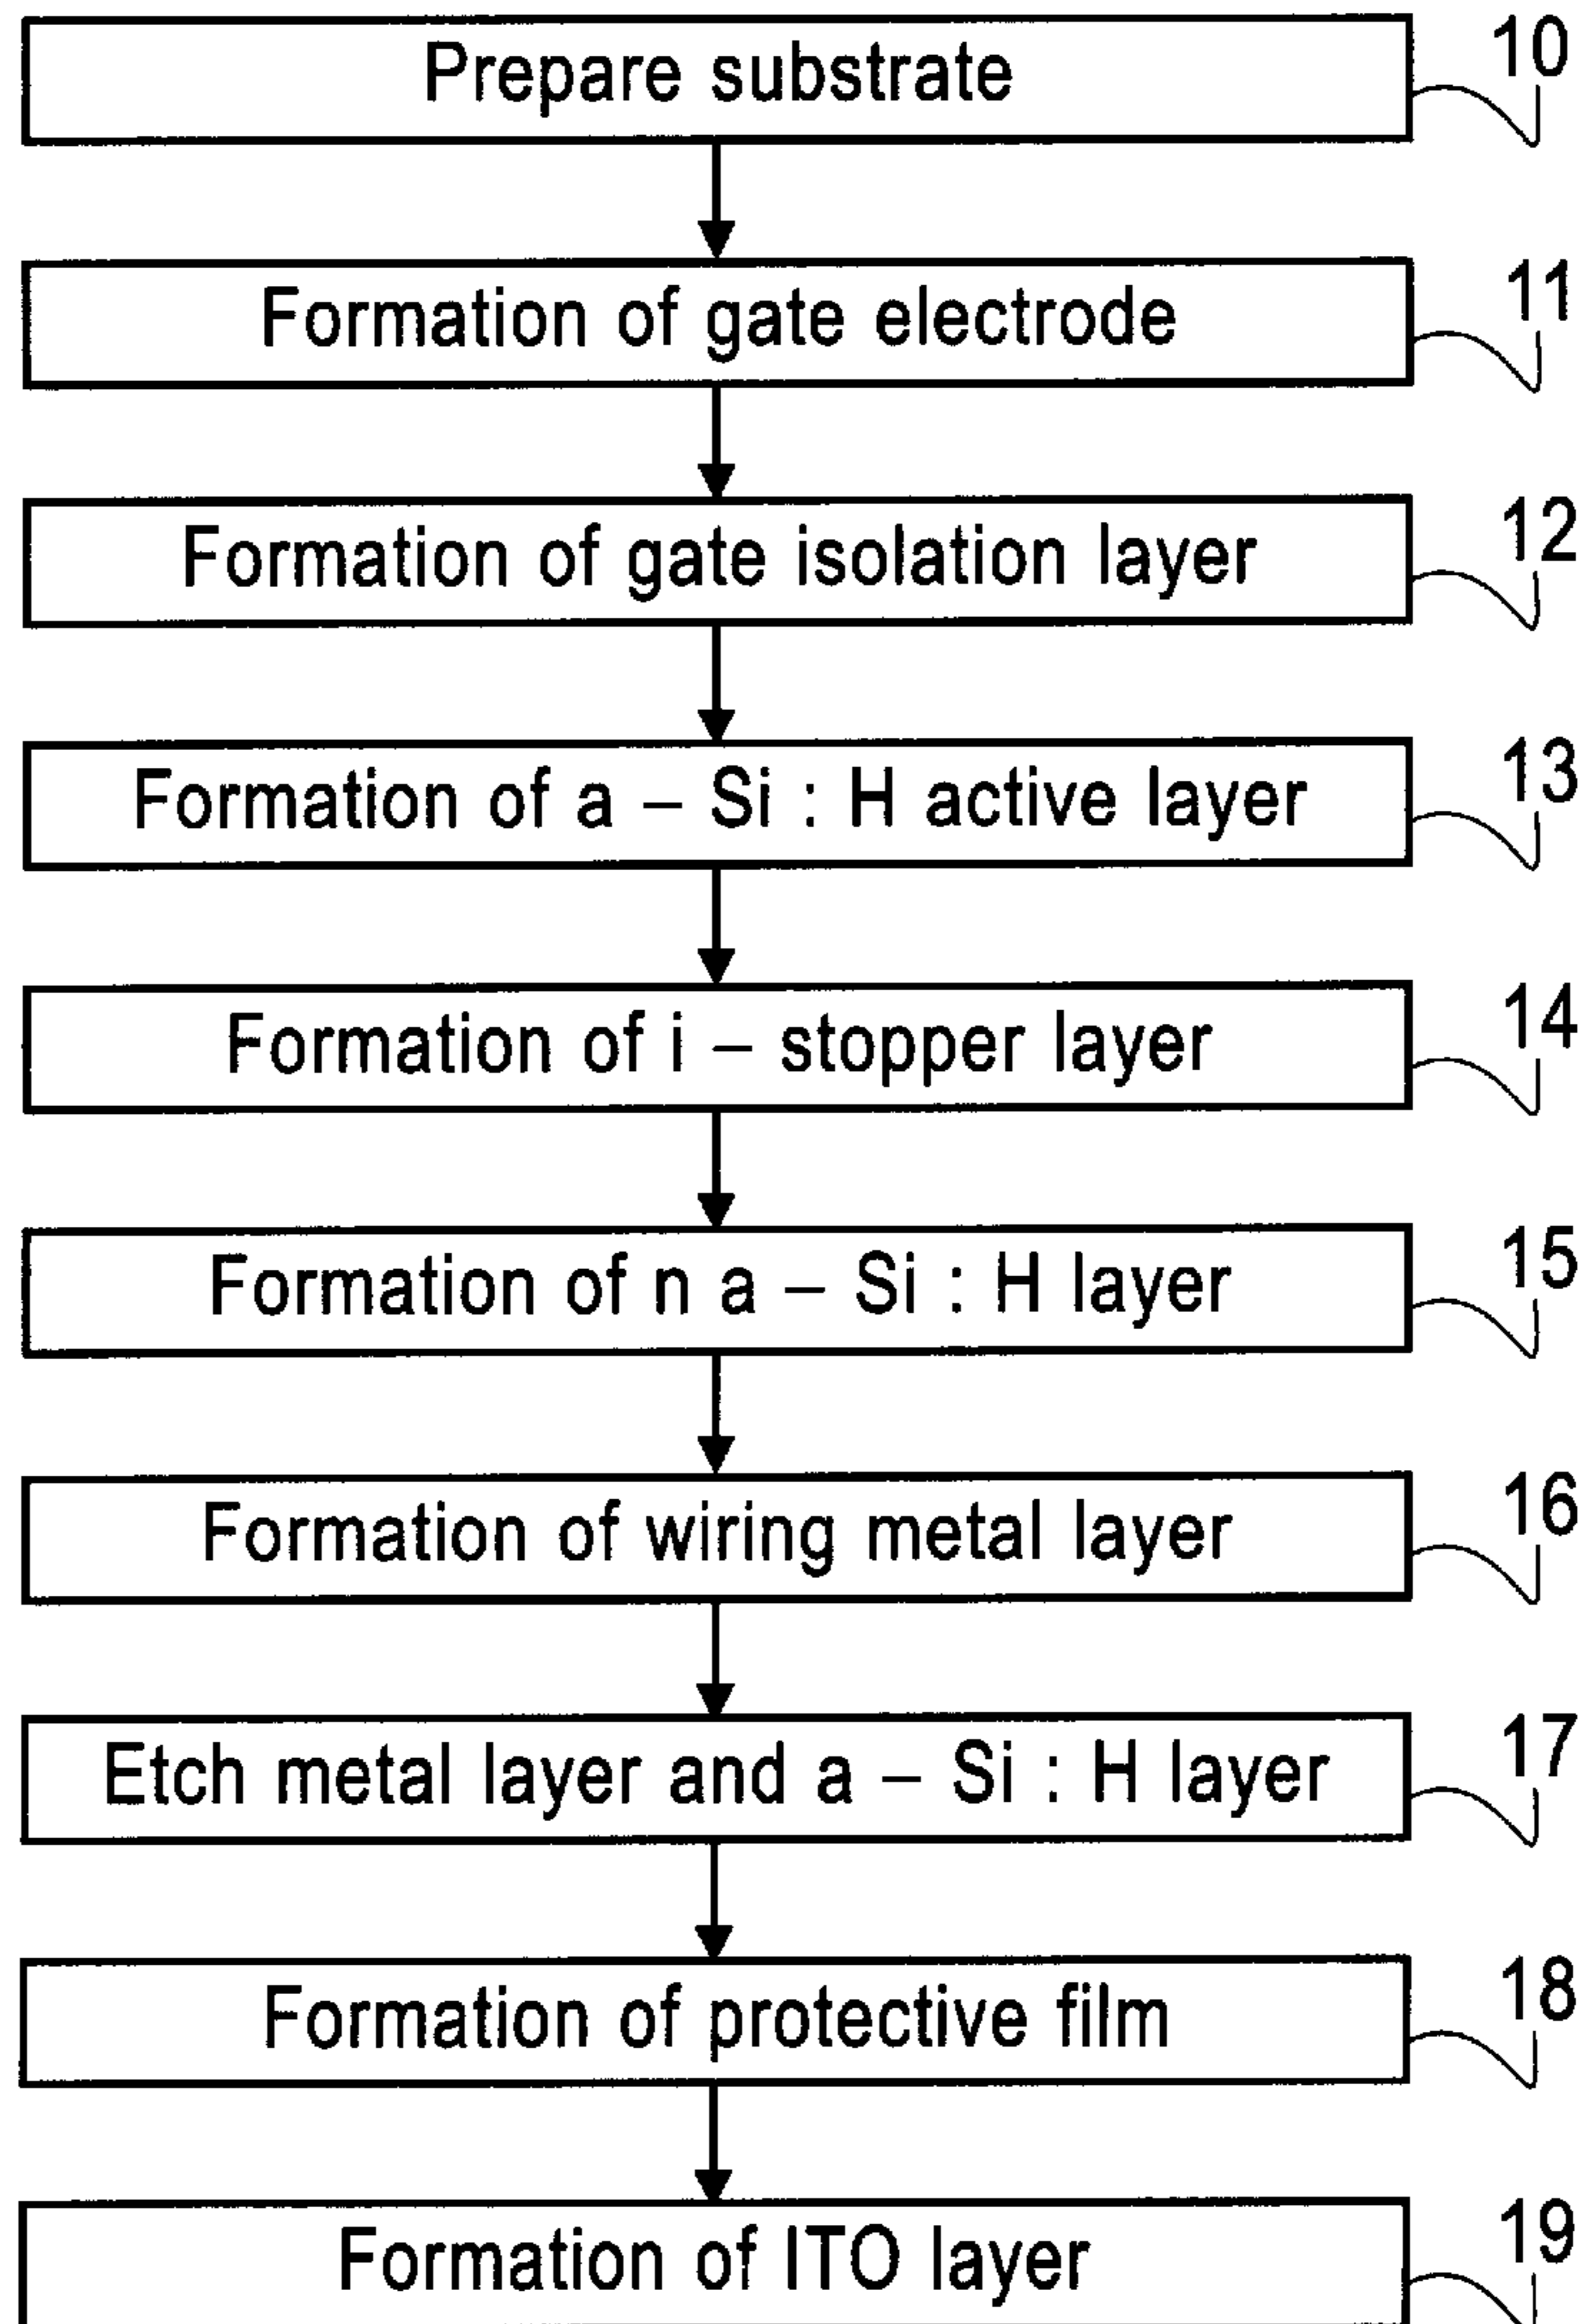 Prepare substrate 10
Formation of gate electrode 11
Formation of gate isolation layer 12
Formation of a – Si : H active layer 13
Formation of i – stopper layer 14
Formation of n a – Si : H layer 15
Formation of wiring metal layer 16
Etch metal layer and a – Si : H layer 17
Formation of protective film 18
Formation of ITO layer 19